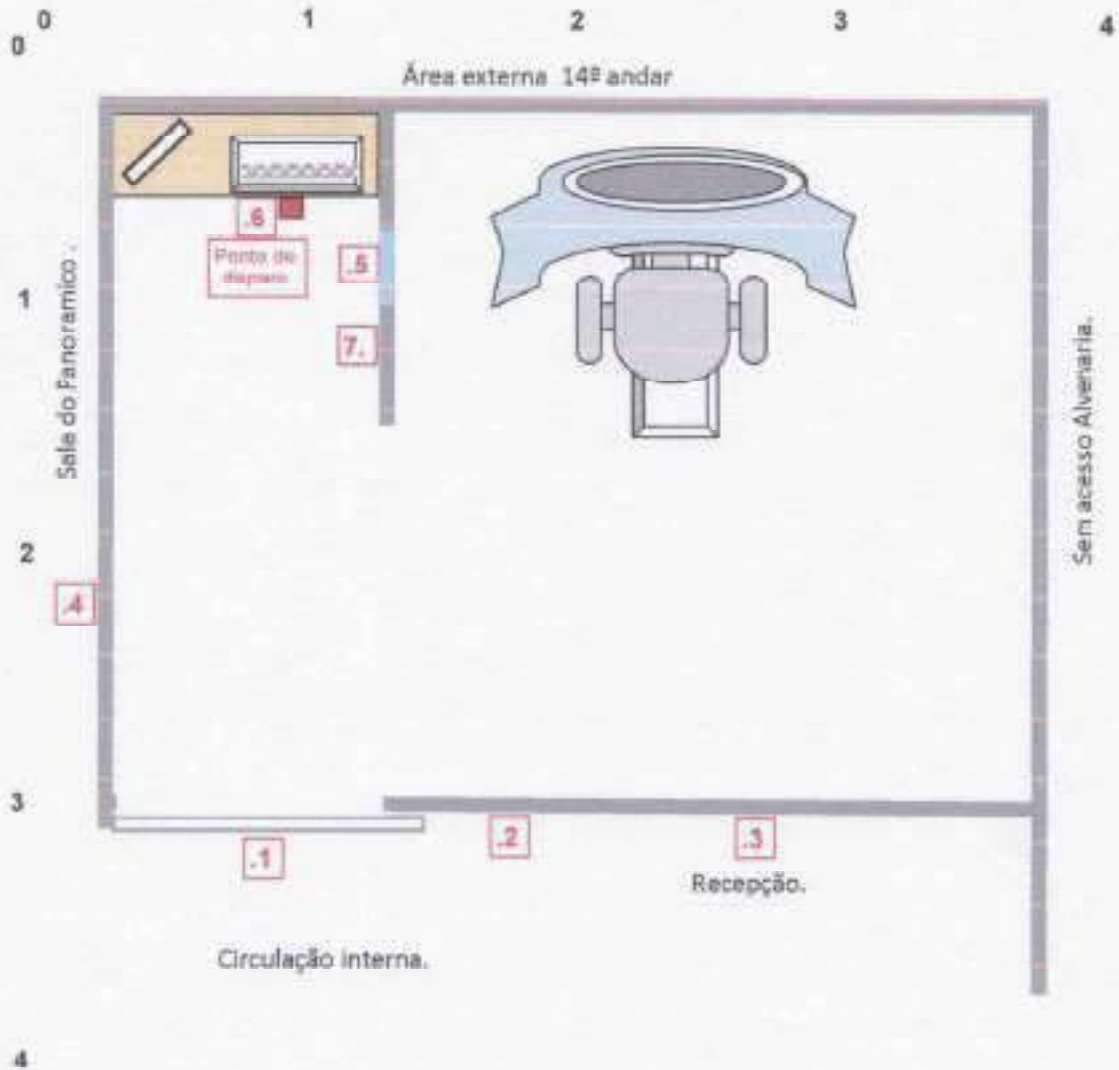 0 1 2 3 4
0
Área externa 14º andar
.6
Ponto de
disparo
.5
1
7.
Sala do Panoramico .
Sem acesso Alvenaria.
2
.4
3
.1
.2
.3
Recepção.
Circulação interna.
4